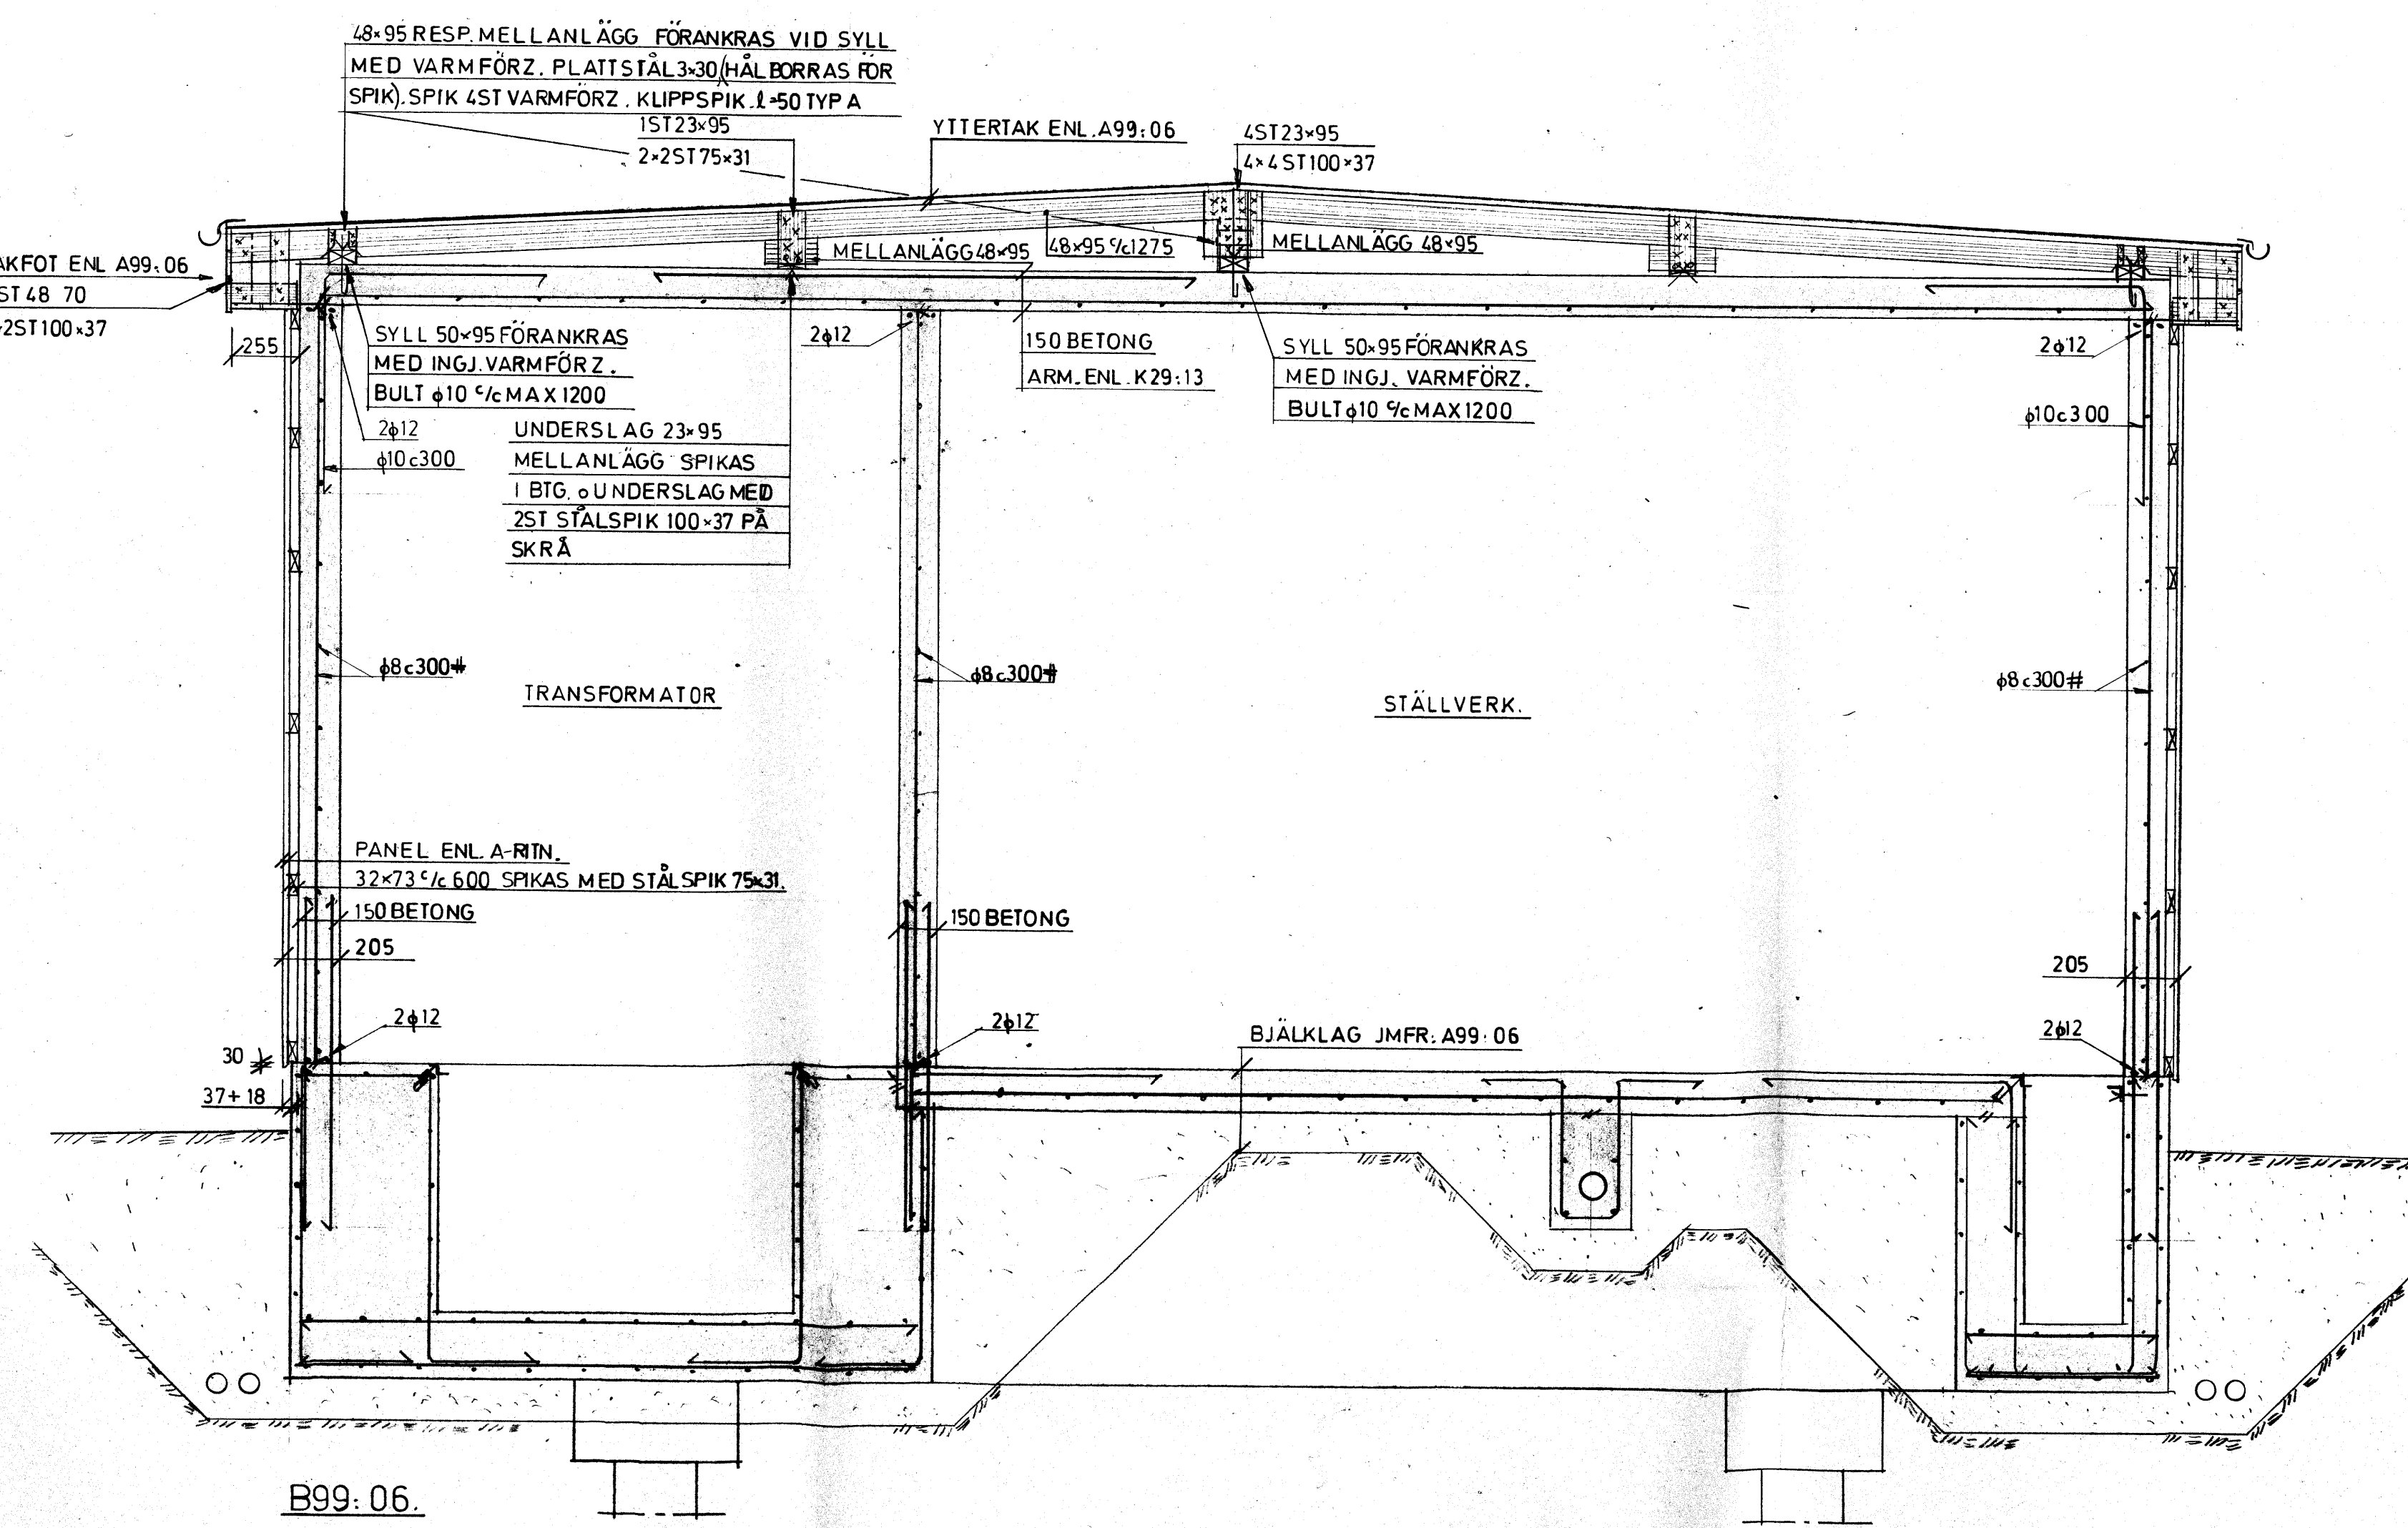 48×95 RESP. MELLANLÄGG FÖRANKRAS VID SYLL
MED VARMFÖRZ. PLATTSTÅL 3×30 (HÅL BORRAS FÖR
SPIK). SPIK 4ST VARMFÖRZ. KLIPPSPIK. l=50 TYP A
1ST 23×95
2×2ST 75×31
YTTERTAK ENL. A99:06
4ST 23×95
4×4ST 100×37
MELLANLÄGG 48×95
48×95 c/c 1275
MELLANLÄGG 48×95
AKFOT ENL A99:06
ST 48 70
2ST 100×37
255
SYLL 50×95 FÖRANKRAS
MED INGJ. VARMFÖRZ.
BULT ϕ10 c/c MAX 1200
2ϕ12
ϕ10 c300
UNDERSLAG 23×95
MELLANLÄGG SPIKAS
I BTG. o UNDERSLAG MED
2ST STÅLSPIK 100×37 PÅ
SKRÅ
2ϕ12
150 BETONG
ARM. ENL. K29:13
SYLL 50×95 FÖRANKRAS
MED INGJ. VARMFÖRZ.
BULT ϕ10 c/c MAX 1200
2ϕ12
ϕ10 c300
ϕ8 c300#
TRANSFORMATOR
ϕ8 c300#
STÄLLVERK.
ϕ8 c300#
PANEL ENL. A-RITN.
32×73 c/c 600 SPIKAS MED STÅLSPIK 75×31.
150 BETONG
205
150 BETONG
205
2ϕ12
2ϕ12
BJÄLKLAG JMFR: A99:06
2ϕ12
30
37+18
B99:06.